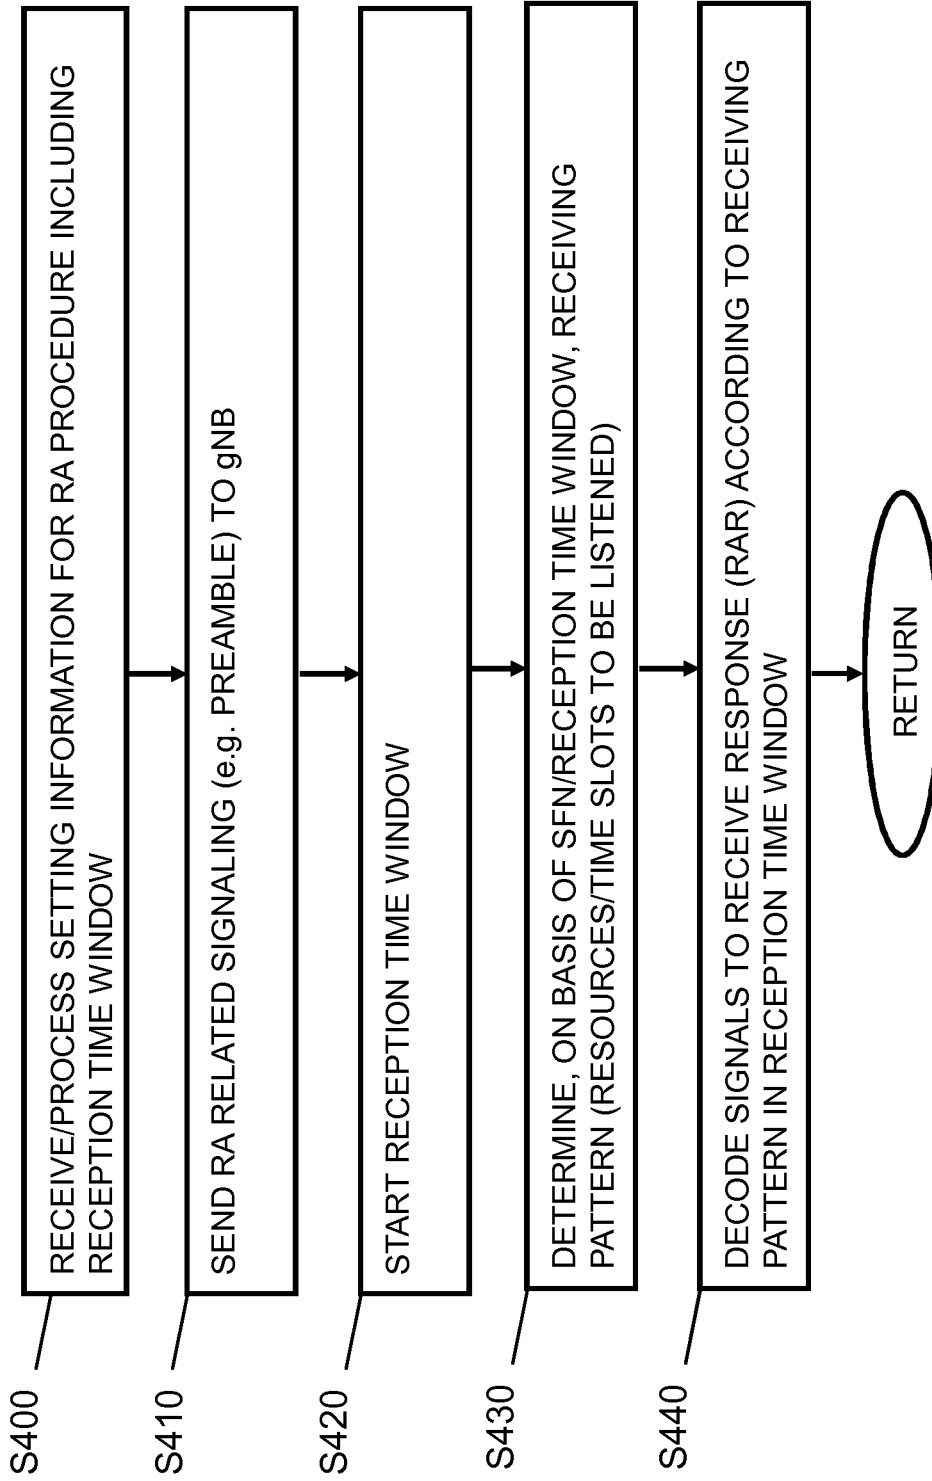 S400
RECEIVE/PROCESS SETTING INFORMATION FOR RA PROCEDURE INCLUDING
RECEPTION TIME WINDOW
S410
SEND RA RELATED SIGNALING (e.g. PREAMBLE) TO gNB
S420
START RECEPTION TIME WINDOW
S430
DETERMINE, ON BASIS OF SFN/RECEPTION TIME WINDOW, RECEIVING
PATTERN (RESOURCES/TIME SLOTS TO BE LISTENED)
S440
DECODE SIGNALS TO RECEIVE RESPONSE (RAR) ACCORDING TO RECEIVING
PATTERN IN RECEPTION TIME WINDOW
RETURN